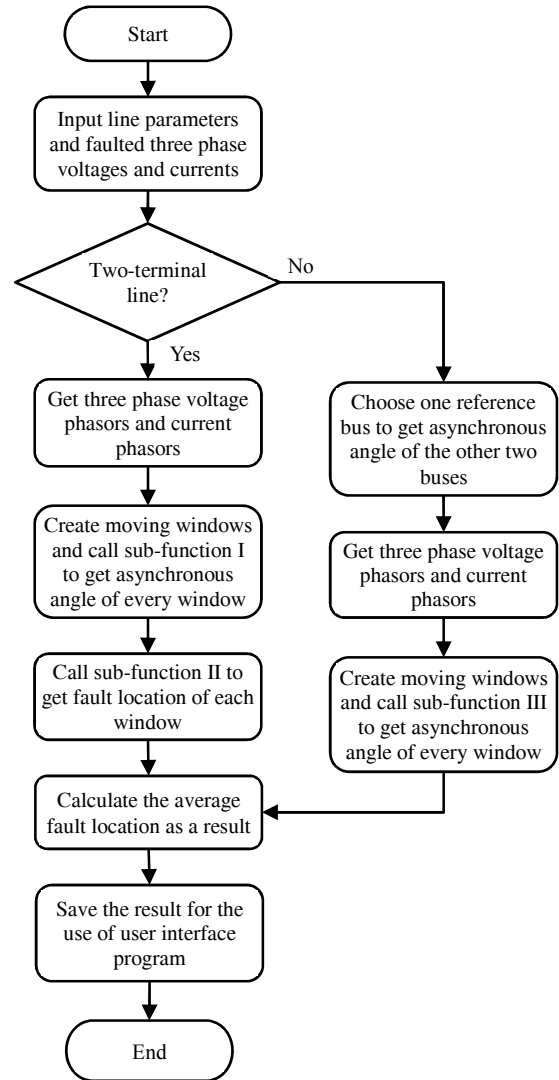 Start
Input line parameters
and faulted three phase
voltages and currents
Two-terminal
line?
No
Yes
Get three phase voltage
phasors and current
phasors
Create moving windows
and call sub-function I
to get asynchronous
angle of every window
Call sub-function II to
get fault location of each
window
Choose one reference
bus to get asynchronous
angle of the other two
buses
Get three phase voltage
phasors and current
phasors
Create moving windows
and call sub-function III
to get asynchronous
angle of every window
Calculate the average
fault location as a result
Save the result for the
use of user interface
program
End